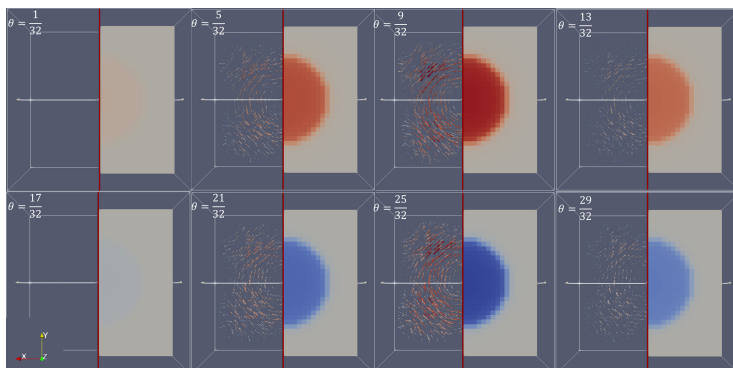 θ = 1/32
θ = 5/32
θ = 9/32
θ = 13/32
θ = 17/32
θ = 21/32
θ = 25/32
θ = 29/32
Y
X
Z